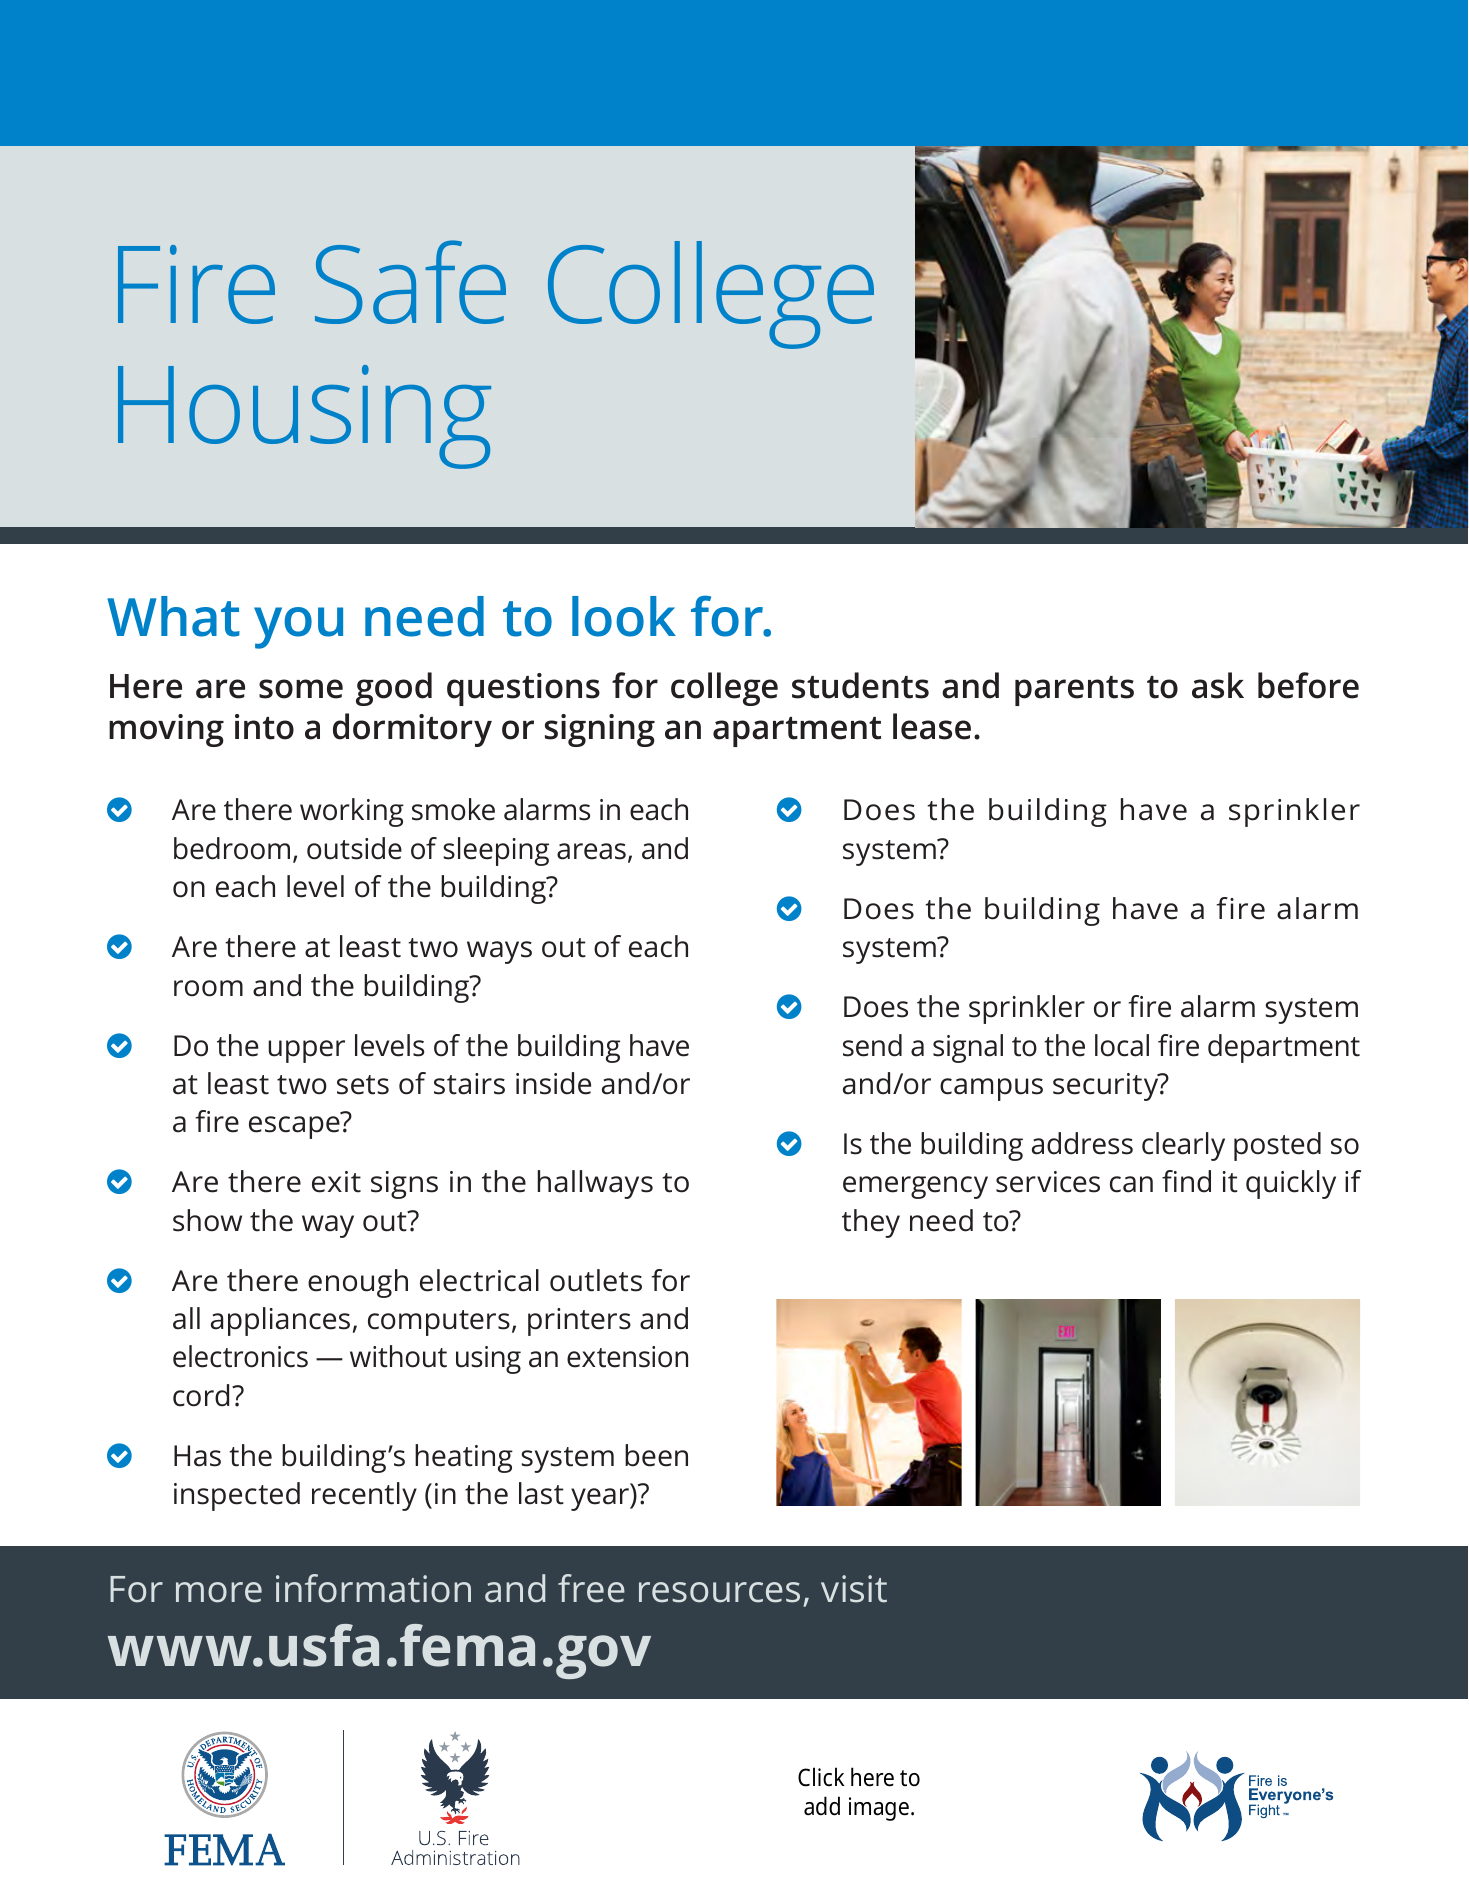 Fire Safe College
Housing
What you need to look for.
Here are some good questions for college students and parents to ask before
moving into a dormitory or signing an apartment lease.
Are there working smoke alarms in each
bedroom, outside of sleeping areas, and
on each level of the building?
Are there at least two ways out of each
room and the building?
Do the upper levels of the building have
at least two sets of stairs inside and/or
a fire escape?
Are there exit signs in the hallways to
show the way out?
Are there enough electrical outlets for
all appliances, computers, printers and
electronics — without using an extension
cord?
Has the building’s heating system been
inspected recently (in the last year)?
Does the building have a sprinkler
system?
Does the building have a fire alarm
system?
Does the sprinkler or fire alarm system
send a signal to the local fire department
and/or campus security?
Is the building address clearly posted so
emergency services can find it quickly if
they need to?
EXIT
For more information and free resources, visit
www.usfa.fema.gov
U.S. DEPARTMENT OF
HOMELAND SECURITY
FEMA
U.S. Fire
Administration
Click here to
add image.
Fire is
Everyone’s
Fight ™